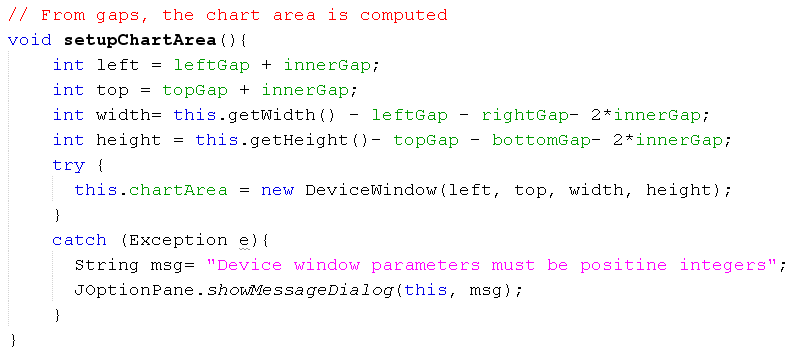 // From gaps, the chart area is computed
void setupChartArea(){
int left = leftGap + innerGap;
int top = topGap + innerGap;
int width= this.getWidth() - leftGap - rightGap- 2*innerGap;
int height = this.getHeight()- topGap - bottomGap- 2*innerGap;
try {
this.chartArea = new DeviceWindow(left, top, width, height);
}
catch (Exception e){
String msg= "Device window parameters must be positine integers";
JOptionPane.showMessageDialog(this, msg);
}
}